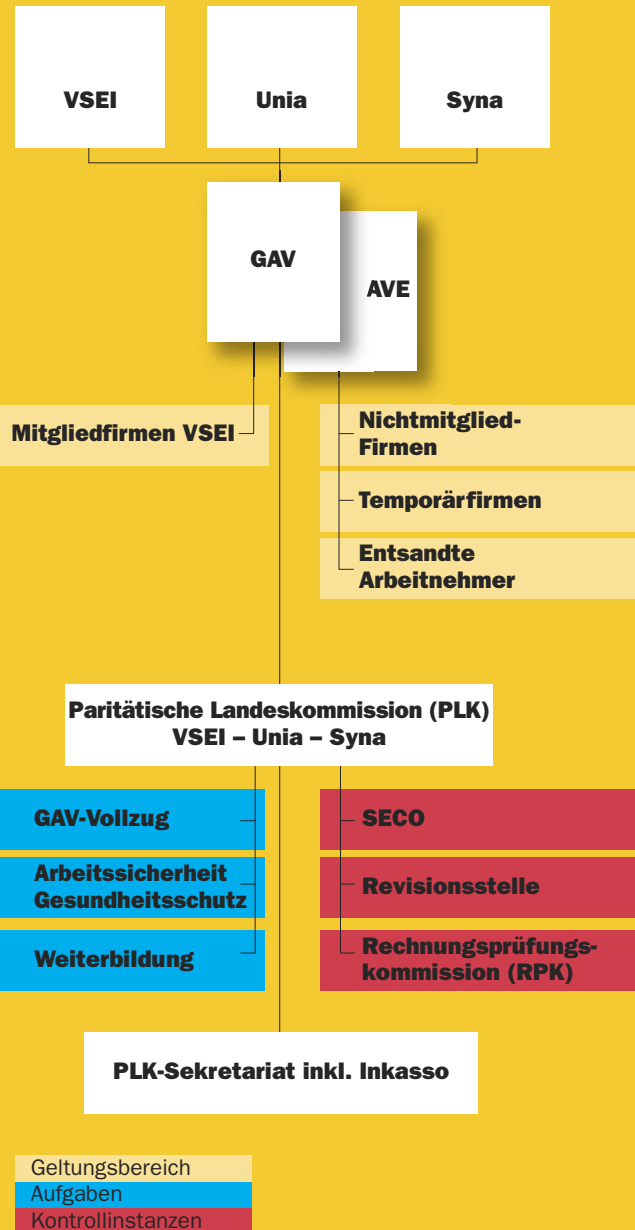 VSEI
Unia
Syna
GAV
AVE
Mitgliedfirmen VSEI
Nichtmitglied-
Firmen
Temporärfirmen
Entsandte
Arbeitnehmer
Paritätische Landeskommission (PLK)
VSEI – Unia – Syna
GAV-Vollzug
Arbeitssicherheit
Gesundheitsschutz
Weiterbildung
SECO
Revisionsstelle
Rechnungsprüfungs-
kommission (RPK)
PLK-Sekretariat inkl. Inkasso
Geltungsbereich
Aufgaben
Kontrollinstanzen